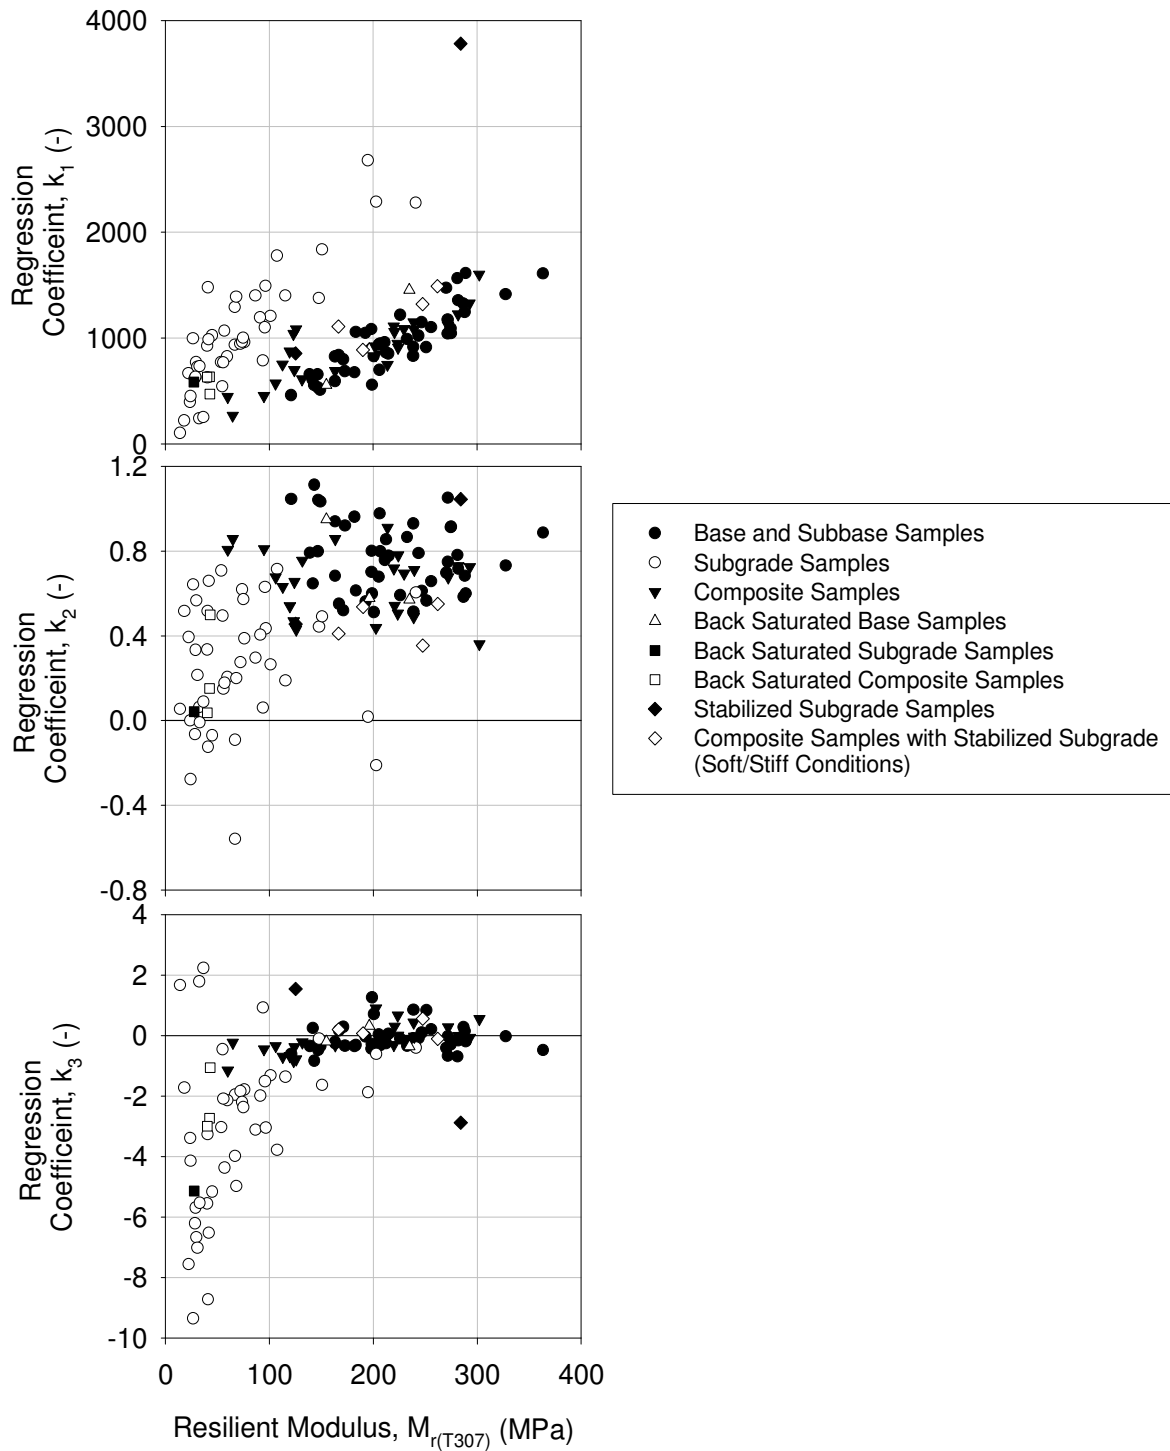 4000
3000
2000
1000
0
Regression
Coefficeint, k1 (-)
1.2
0.8
0.4
0.0
-0.4
-0.8
Regression
Coefficeint, k2 (-)
Base and Subbase Samples
Subgrade Samples
Composite Samples
Back Saturated Base Samples
Back Saturated Subgrade Samples
Back Saturated Composite Samples
Stabilized Subgrade Samples
Composite Samples with Stabilized Subgrade
(Soft/Stiff Conditions)
4
2
0
-2
-4
-6
-8
-10
Regression
Coefficeint, k3 (-)
0 100 200 300 400
Resilient Modulus, Mr(T307) (MPa)